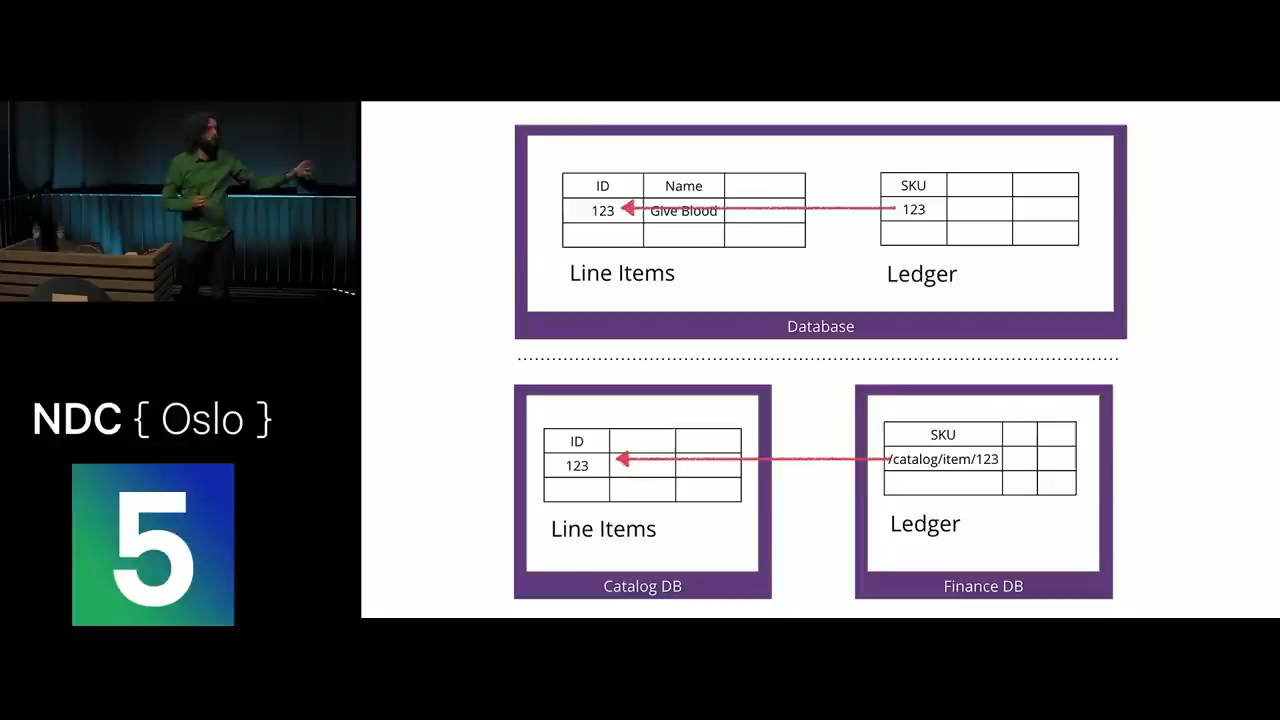 ID
Name
123
Give Blood
Line Items
SKU
123
Ledger
Database
ID
123
Line Items
Catalog DB
SKU
/catalog/item/123
Ledger
Finance DB
NDC { Oslo }
5